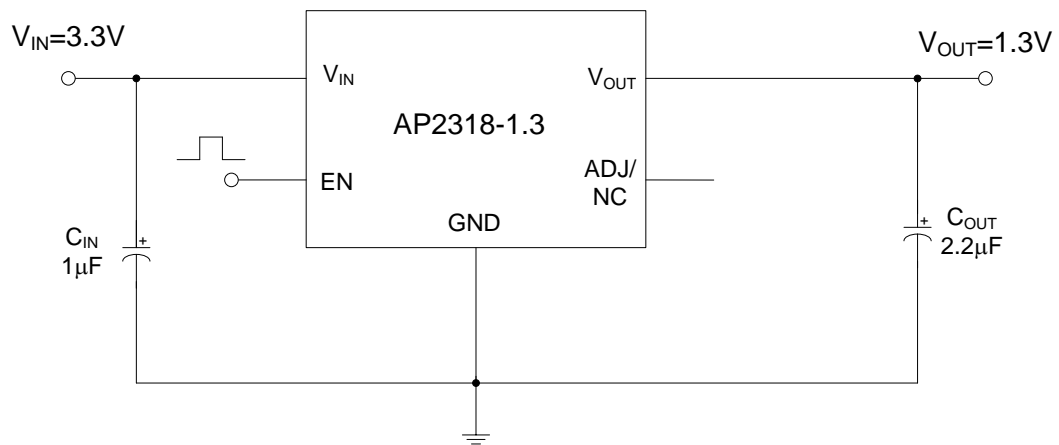 V_IN=3.3V
V_OUT=1.3V
V_IN
V_OUT
AP2318-1.3
EN
ADJ/
NC
GND
C_IN
1μF
+
C_OUT
2.2μF
+